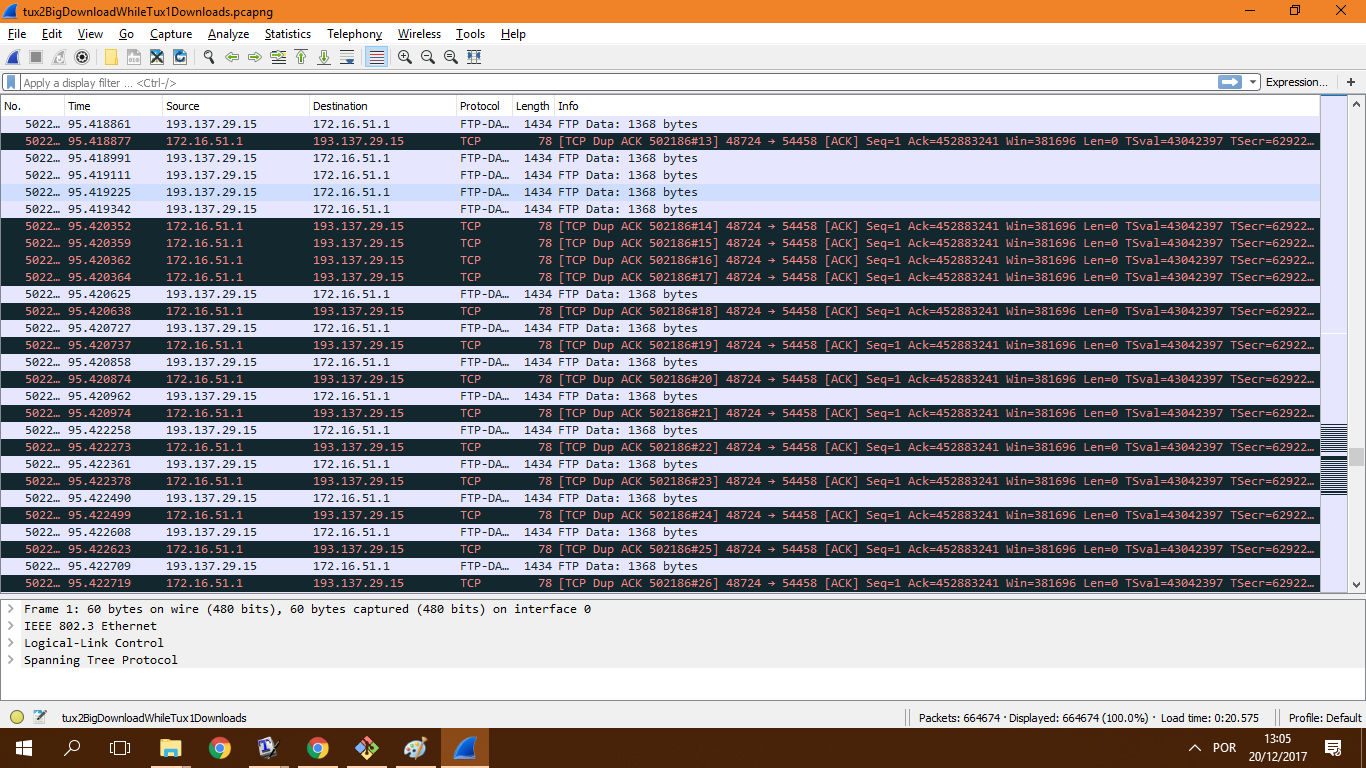 tux2BigDownloadWhileTux1Downloads.pcapng
File Edit View Go Capture Analyze Statistics Telephony Wireless Tools Help
Apply a display filter ... <Ctrl-/> Expression... +
No. Time Source Destination Protocol Length Info
5022… 95.418861 193.137.29.15 172.16.51.1 FTP-DA… 1434 FTP Data: 1368 bytes
5022… 95.418877 172.16.51.1 193.137.29.15 TCP 78 [TCP Dup ACK 502186#13] 48724 → 54458 [ACK] Seq=1 Ack=452883241 Win=381696 Len=0 TSval=43042397 TSecr=62922…
5022… 95.418991 193.137.29.15 172.16.51.1 FTP-DA… 1434 FTP Data: 1368 bytes
5022… 95.419111 193.137.29.15 172.16.51.1 FTP-DA… 1434 FTP Data: 1368 bytes
5022… 95.419225 193.137.29.15 172.16.51.1 FTP-DA… 1434 FTP Data: 1368 bytes
5022… 95.419342 193.137.29.15 172.16.51.1 FTP-DA… 1434 FTP Data: 1368 bytes
5022… 95.420352 172.16.51.1 193.137.29.15 TCP 78 [TCP Dup ACK 502186#14] 48724 → 54458 [ACK] Seq=1 Ack=452883241 Win=381696 Len=0 TSval=43042397 TSecr=62922…
5022… 95.420359 172.16.51.1 193.137.29.15 TCP 78 [TCP Dup ACK 502186#15] 48724 → 54458 [ACK] Seq=1 Ack=452883241 Win=381696 Len=0 TSval=43042397 TSecr=62922…
5022… 95.420362 172.16.51.1 193.137.29.15 TCP 78 [TCP Dup ACK 502186#16] 48724 → 54458 [ACK] Seq=1 Ack=452883241 Win=381696 Len=0 TSval=43042397 TSecr=62922…
5022… 95.420364 172.16.51.1 193.137.29.15 TCP 78 [TCP Dup ACK 502186#17] 48724 → 54458 [ACK] Seq=1 Ack=452883241 Win=381696 Len=0 TSval=43042397 TSecr=62922…
5022… 95.420625 193.137.29.15 172.16.51.1 FTP-DA… 1434 FTP Data: 1368 bytes
5022… 95.420638 172.16.51.1 193.137.29.15 TCP 78 [TCP Dup ACK 502186#18] 48724 → 54458 [ACK] Seq=1 Ack=452883241 Win=381696 Len=0 TSval=43042397 TSecr=62922…
5022… 95.420727 193.137.29.15 172.16.51.1 FTP-DA… 1434 FTP Data: 1368 bytes
5022… 95.420737 172.16.51.1 193.137.29.15 TCP 78 [TCP Dup ACK 502186#19] 48724 → 54458 [ACK] Seq=1 Ack=452883241 Win=381696 Len=0 TSval=43042397 TSecr=62922…
5022… 95.420858 193.137.29.15 172.16.51.1 FTP-DA… 1434 FTP Data: 1368 bytes
5022… 95.420874 172.16.51.1 193.137.29.15 TCP 78 [TCP Dup ACK 502186#20] 48724 → 54458 [ACK] Seq=1 Ack=452883241 Win=381696 Len=0 TSval=43042397 TSecr=62922…
5022… 95.420962 193.137.29.15 172.16.51.1 FTP-DA… 1434 FTP Data: 1368 bytes
5022… 95.420974 172.16.51.1 193.137.29.15 TCP 78 [TCP Dup ACK 502186#21] 48724 → 54458 [ACK] Seq=1 Ack=452883241 Win=381696 Len=0 TSval=43042397 TSecr=62922…
5022… 95.422258 193.137.29.15 172.16.51.1 FTP-DA… 1434 FTP Data: 1368 bytes
5022… 95.422273 172.16.51.1 193.137.29.15 TCP 78 [TCP Dup ACK 502186#22] 48724 → 54458 [ACK] Seq=1 Ack=452883241 Win=381696 Len=0 TSval=43042397 TSecr=62922…
5022… 95.422361 193.137.29.15 172.16.51.1 FTP-DA… 1434 FTP Data: 1368 bytes
5022… 95.422378 172.16.51.1 193.137.29.15 TCP 78 [TCP Dup ACK 502186#23] 48724 → 54458 [ACK] Seq=1 Ack=452883241 Win=381696 Len=0 TSval=43042397 TSecr=62922…
5022… 95.422490 193.137.29.15 172.16.51.1 FTP-DA… 1434 FTP Data: 1368 bytes
5022… 95.422499 172.16.51.1 193.137.29.15 TCP 78 [TCP Dup ACK 502186#24] 48724 → 54458 [ACK] Seq=1 Ack=452883241 Win=381696 Len=0 TSval=43042397 TSecr=62922…
5022… 95.422608 193.137.29.15 172.16.51.1 FTP-DA… 1434 FTP Data: 1368 bytes
5022… 95.422623 172.16.51.1 193.137.29.15 TCP 78 [TCP Dup ACK 502186#25] 48724 → 54458 [ACK] Seq=1 Ack=452883241 Win=381696 Len=0 TSval=43042397 TSecr=62922…
5022… 95.422709 193.137.29.15 172.16.51.1 FTP-DA… 1434 FTP Data: 1368 bytes
5022… 95.422719 172.16.51.1 193.137.29.15 TCP 78 [TCP Dup ACK 502186#26] 48724 → 54458 [ACK] Seq=1 Ack=452883241 Win=381696 Len=0 TSval=43042397 TSecr=62922…
Frame 1: 60 bytes on wire (480 bits), 60 bytes captured (480 bits) on interface 0
IEEE 802.3 Ethernet
Logical-Link Control
Spanning Tree Protocol
tux2BigDownloadWhileTux1Downloads Packets: 664674 · Displayed: 664674 (100.0%) · Load time: 0:20.575 Profile: Default
POR 13:05
20/12/2017